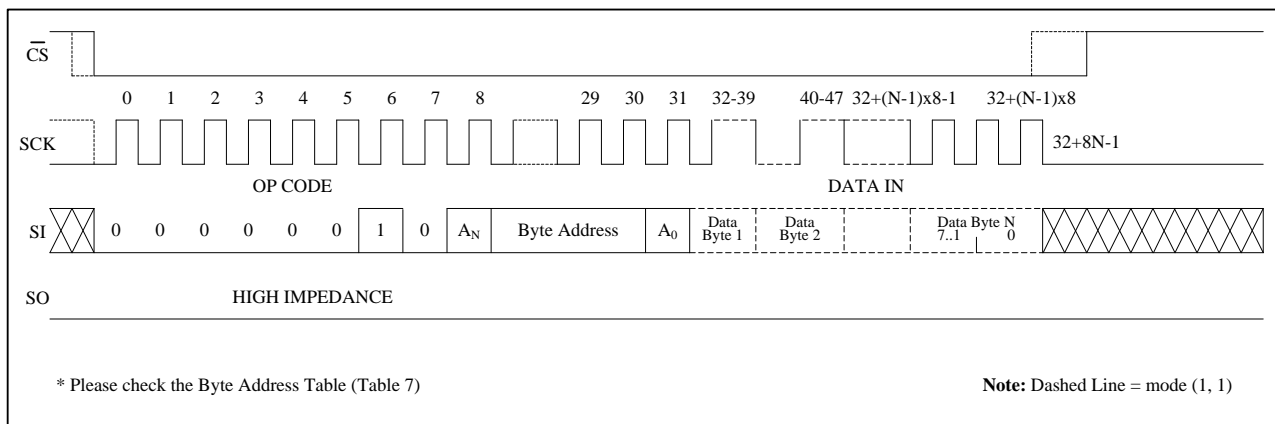 CS
0 1 2 3 4 5 6 7 8 29 30 31 32-39 40-47 32+(N-1)x8-1 32+(N-1)x8
SCK
32+8N-1
OP CODE DATA IN
SI 0 0 0 0 0 0 1 0 AN Byte Address A0 Data Byte 1 Data Byte 2 Data Byte N 7..1 0
SO HIGH IMPEDANCE
* Please check the Byte Address Table (Table 7) Note: Dashed Line = mode (1, 1)